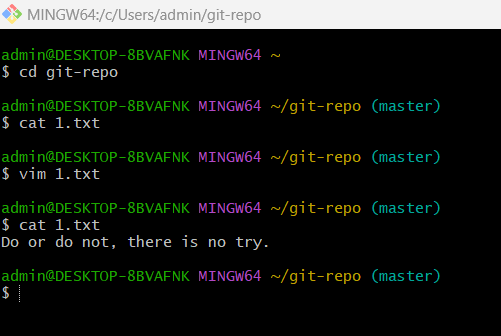 MINGW64:/c/Users/admin/git-repo
admin@DESKTOP-8BVAFNK MINGW64 ~
$ cd git-repo
admin@DESKTOP-8BVAFNK MINGW64 ~/git-repo (master)
$ cat 1.txt
admin@DESKTOP-8BVAFNK MINGW64 ~/git-repo (master)
$ vim 1.txt
admin@DESKTOP-8BVAFNK MINGW64 ~/git-repo (master)
$ cat 1.txt
Do or do not, there is no try.
admin@DESKTOP-8BVAFNK MINGW64 ~/git-repo (master)
$